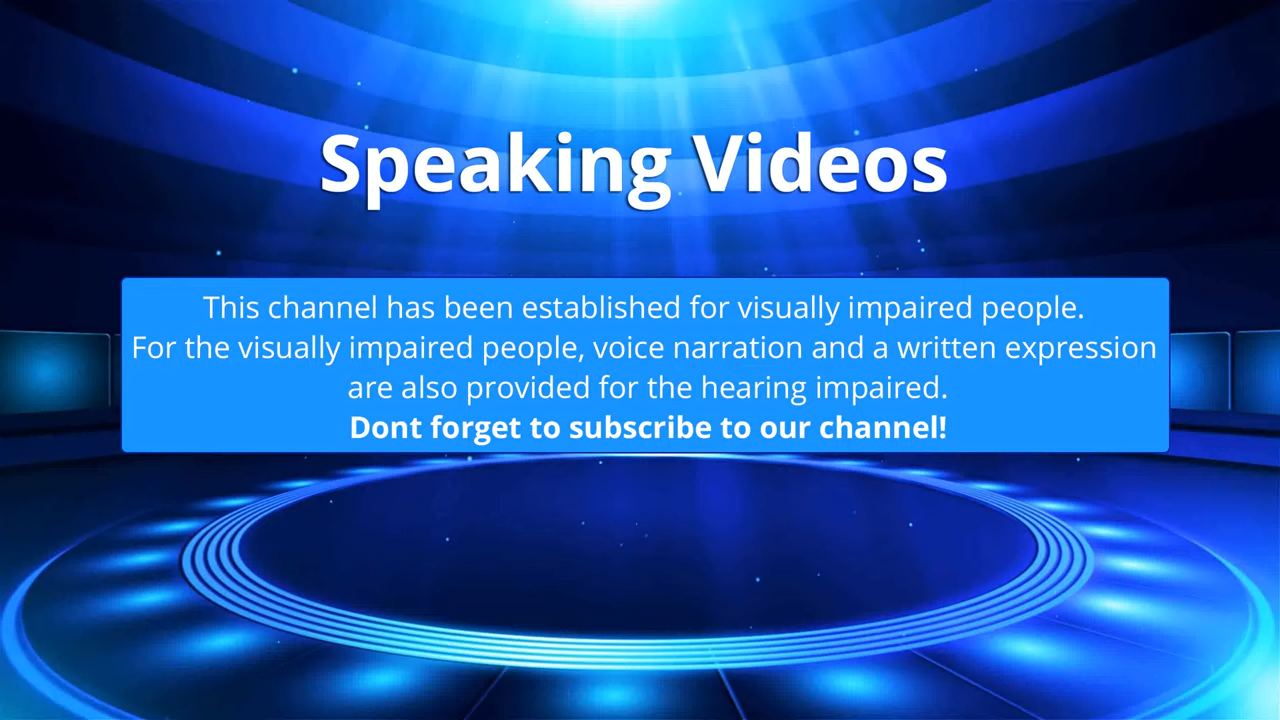 Speaking Videos
This channel has been established for visually impaired people.
For the visually impaired people, voice narration and a written expression
are also provided for the hearing impaired.
Dont forget to subscribe to our channel!